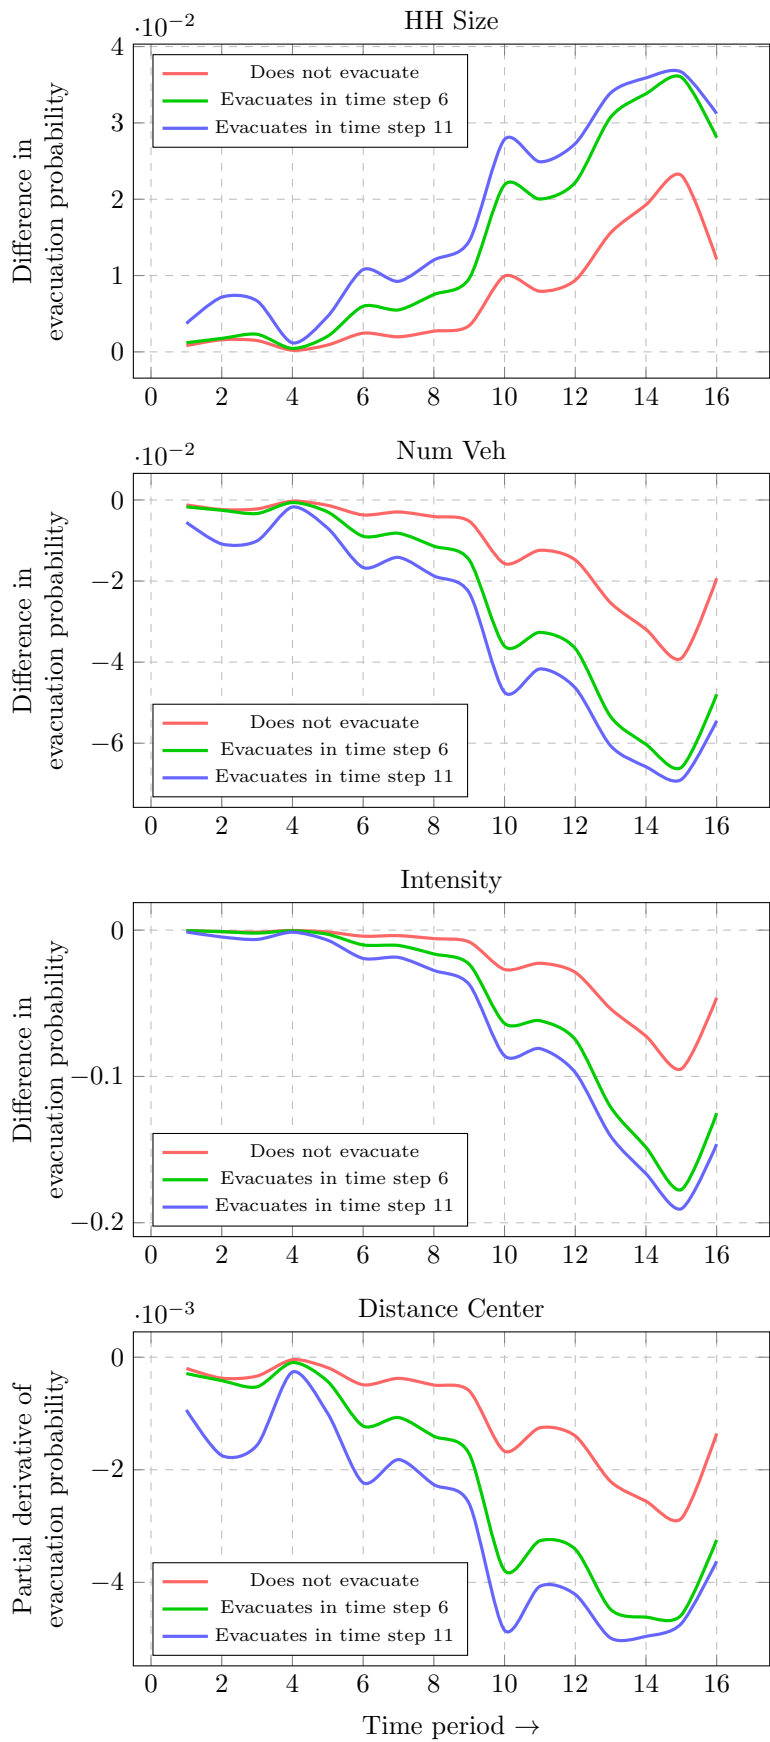 ·10⁻²
HH Size
Difference in
evacuation probability
4
3
2
1
0
Does not evacuate
Evacuates in time step 6
Evacuates in time step 11
0 2 4 6 8 10 12 14 16
·10⁻²
Num Veh
Difference in
evacuation probability
0
−2
−4
−6
Does not evacuate
Evacuates in time step 6
Evacuates in time step 11
0 2 4 6 8 10 12 14 16
Intensity
Difference in
evacuation probability
0
−0.1
−0.2
Does not evacuate
Evacuates in time step 6
Evacuates in time step 11
0 2 4 6 8 10 12 14 16
·10⁻³
Distance Center
Partial derivative of
evacuation probability
0
−2
−4
Does not evacuate
Evacuates in time step 6
Evacuates in time step 11
0 2 4 6 8 10 12 14 16
Time period →